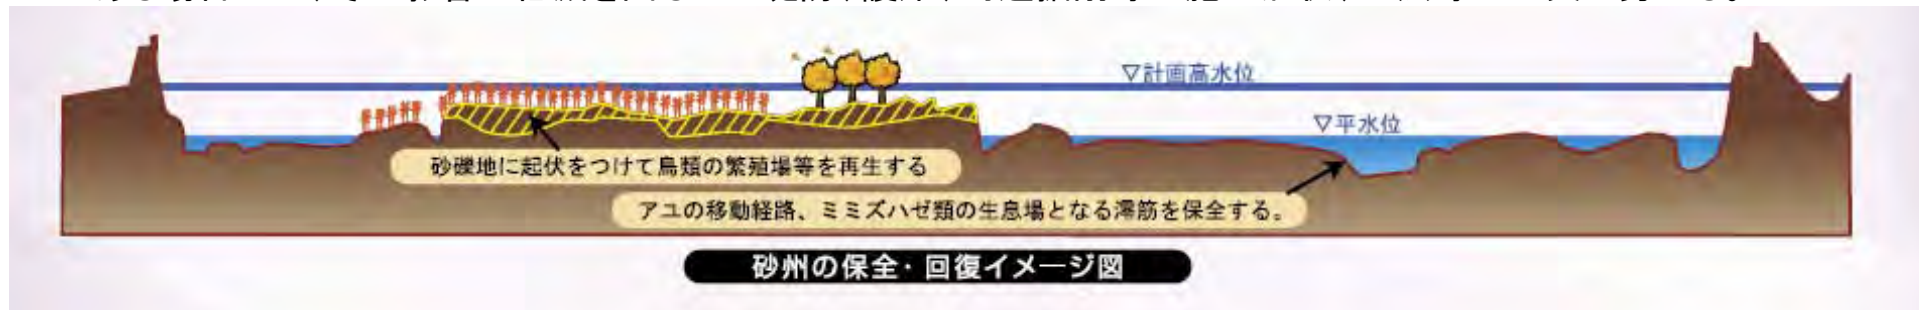 ▽計画高水位
▽平水位
砂礫地に起伏をつけて鳥類の繁殖場等を再生する
アユの移動経路、ミミズハゼ類の生息場となる澪筋を保全する。
砂州の保全・回復イメージ図